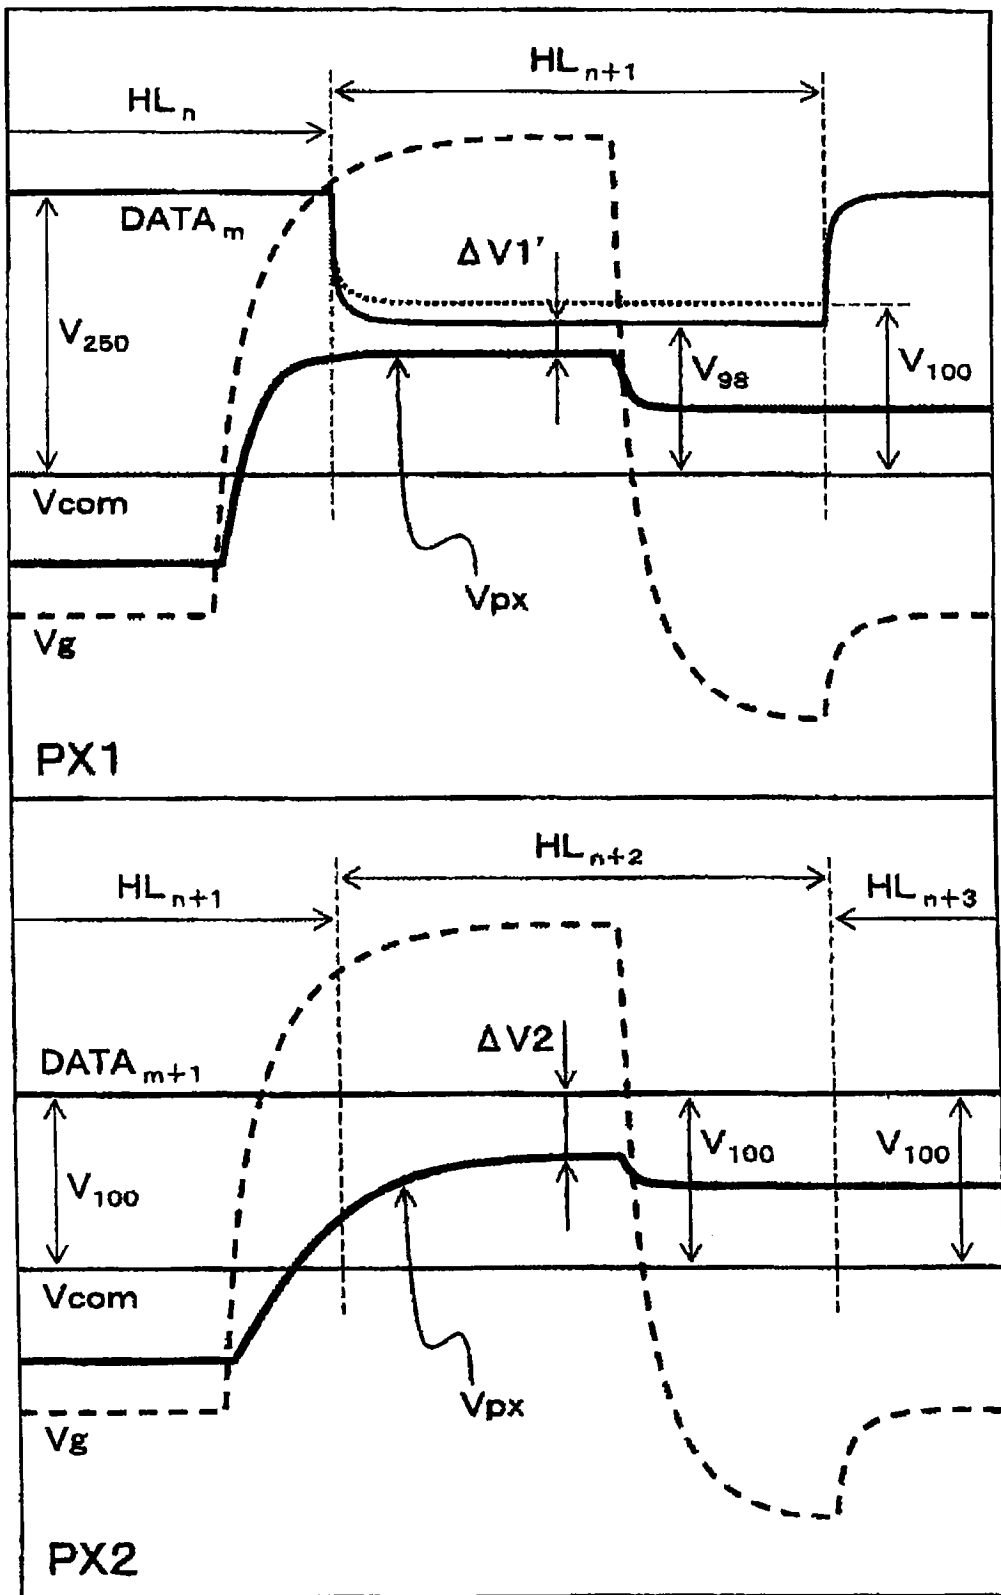 HLn+1
HLn
DATAm
ΔV1'
V250
V98
V100
Vcom
Vpx
Vg
PX1
HLn+2
HLn+1
HLn+3
ΔV2
DATAm+1
V100
V100
V100
Vcom
Vpx
Vg
PX2